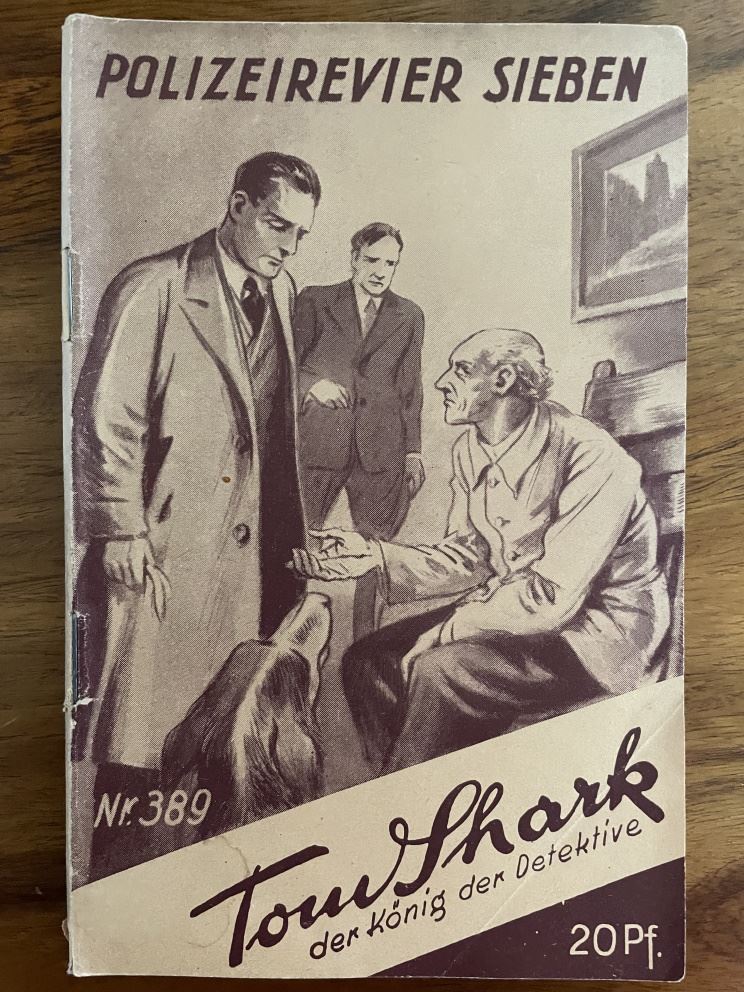 POLIZEIREVIER SIEBEN
Nr. 389
Tom Shark
der König der Detektive
20 Pf.